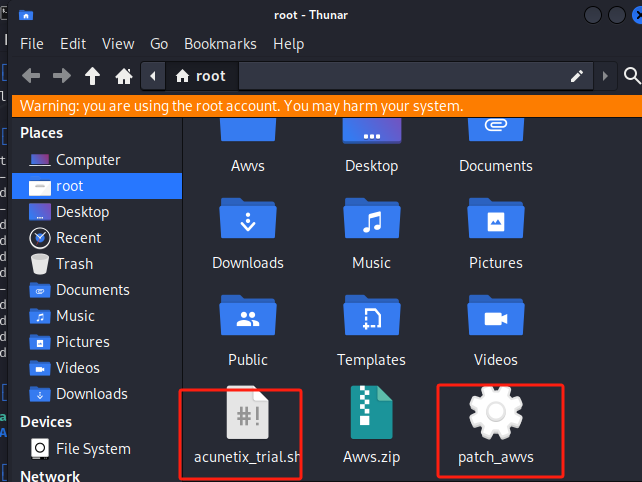 root - Thunar
File Edit View Go Bookmarks Help
root
Warning: you are using the root account. You may harm your system.
Places
Computer
root
Desktop
Recent
Trash
Documents
Music
Pictures
Videos
Downloads
Devices
File System
Network
Awvs Desktop Documents
Downloads Music Pictures
Public Templates Videos
#!
acunetix_trial.sh Awvs.zip patch_awvs